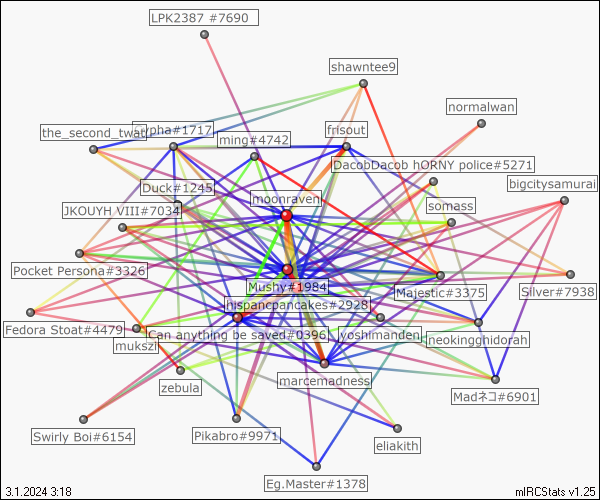 LPK2387 #7690
shawntee9
normalwan
the_second_twat
ypha#1717
ming#4742
frisout
DacobDacob hORNY police#5271
Duck#1245
moonraven
bigcitysamurai
JKOUYH VIII#7034
somass
Pocket Persona#3326
Mushy#1984
Majestic#3375
Silver#7938
hispancpancakes#2928
Fedora Stoat#4479
Can anything be saved#0396
yoshimanden
neokingghidorah
mukszi
marcemadness
zebula
Madネコ#6901
Swirly Boi#6154
Pikabro#9971
eliakith
Eg.Master#1378
3.1.2024 3:18
mIRCStats v1.25